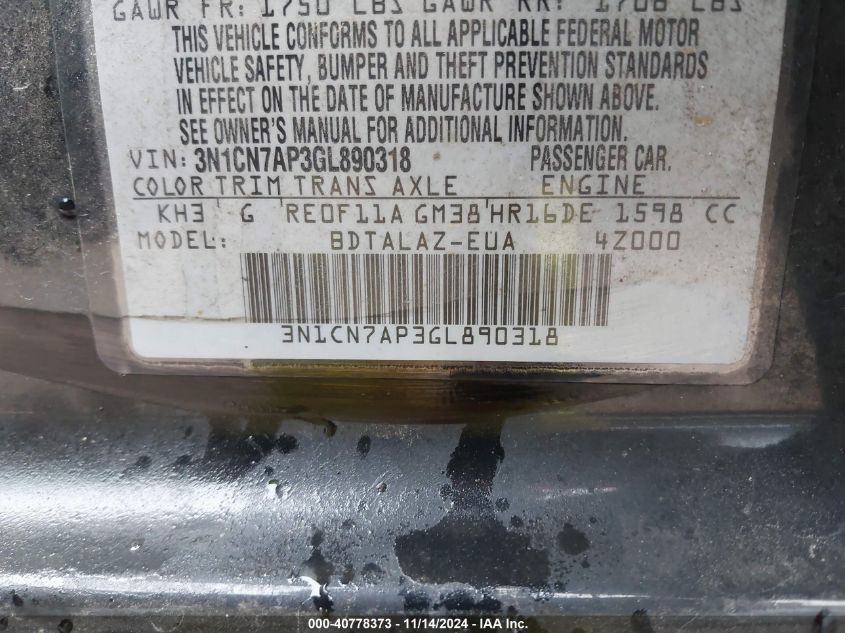 GAWR FR: 1750 LBS GAWR RR: 1708 LBS
THIS VEHICLE CONFORMS TO ALL APPLICABLE FEDERAL MOTOR
VEHICLE SAFETY, BUMPER AND THEFT PREVENTION STANDARDS
IN EFFECT ON THE DATE OF MANUFACTURE SHOWN ABOVE.
SEE OWNER'S MANUAL FOR ADDITIONAL INFORMATION.
VIN: 3N1CN7AP3GL890318 PASSENGER CAR.
COLOR TRIM TRANS AXLE ENGINE
KH3 G RE0F11A GM38 HR16DE 1598 CC
MODEL: BDTALAZ-EUA 4Z000
3N1CN7AP3GL890318
000-40778373 - 11/14/2024 - IAA Inc.